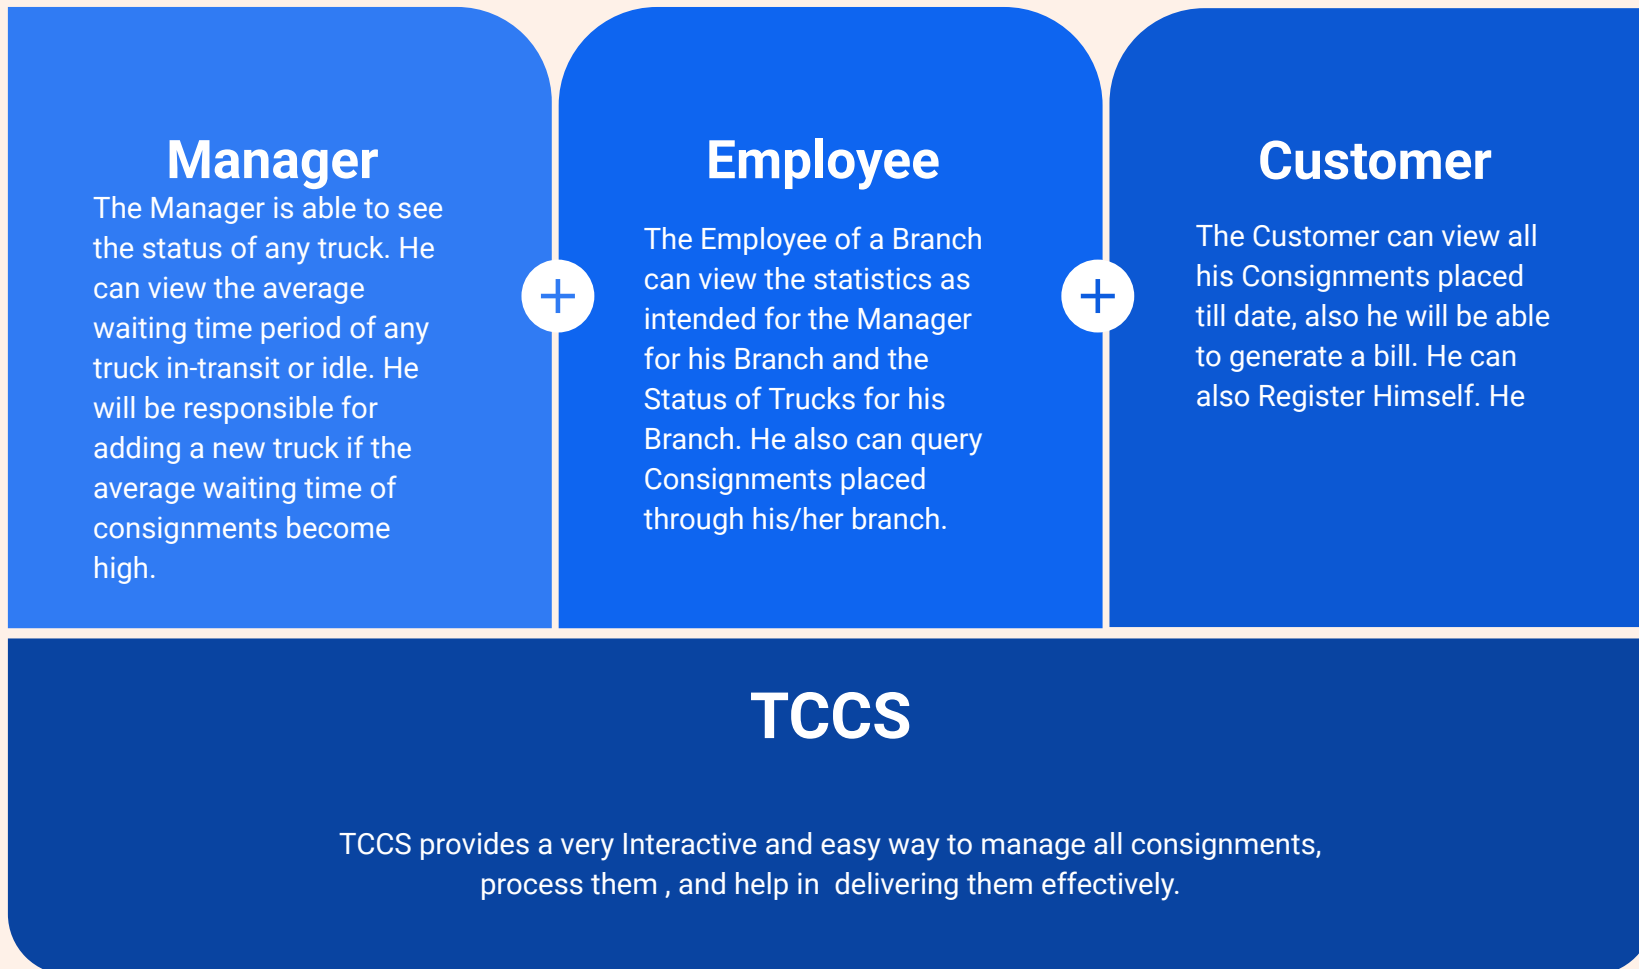 Manager
The Manager is able to see
the status of any truck. He
can view the average
waiting time period of any
truck in-transit or idle. He
will be responsible for
adding a new truck if the
average waiting time of
consignments become
high.
Employee
The Employee of a Branch
can view the statistics as
intended for the Manager
for his Branch and the
Status of Trucks for his
Branch. He also can query
Consignments placed
through his/her branch.
Customer
The Customer can view all
his Consignments placed
till date, also he will be able
to generate a bill. He can
also Register Himself. He
TCCS
TCCS provides a very Interactive and easy way to manage all consignments,
process them , and help in  delivering them effectively.